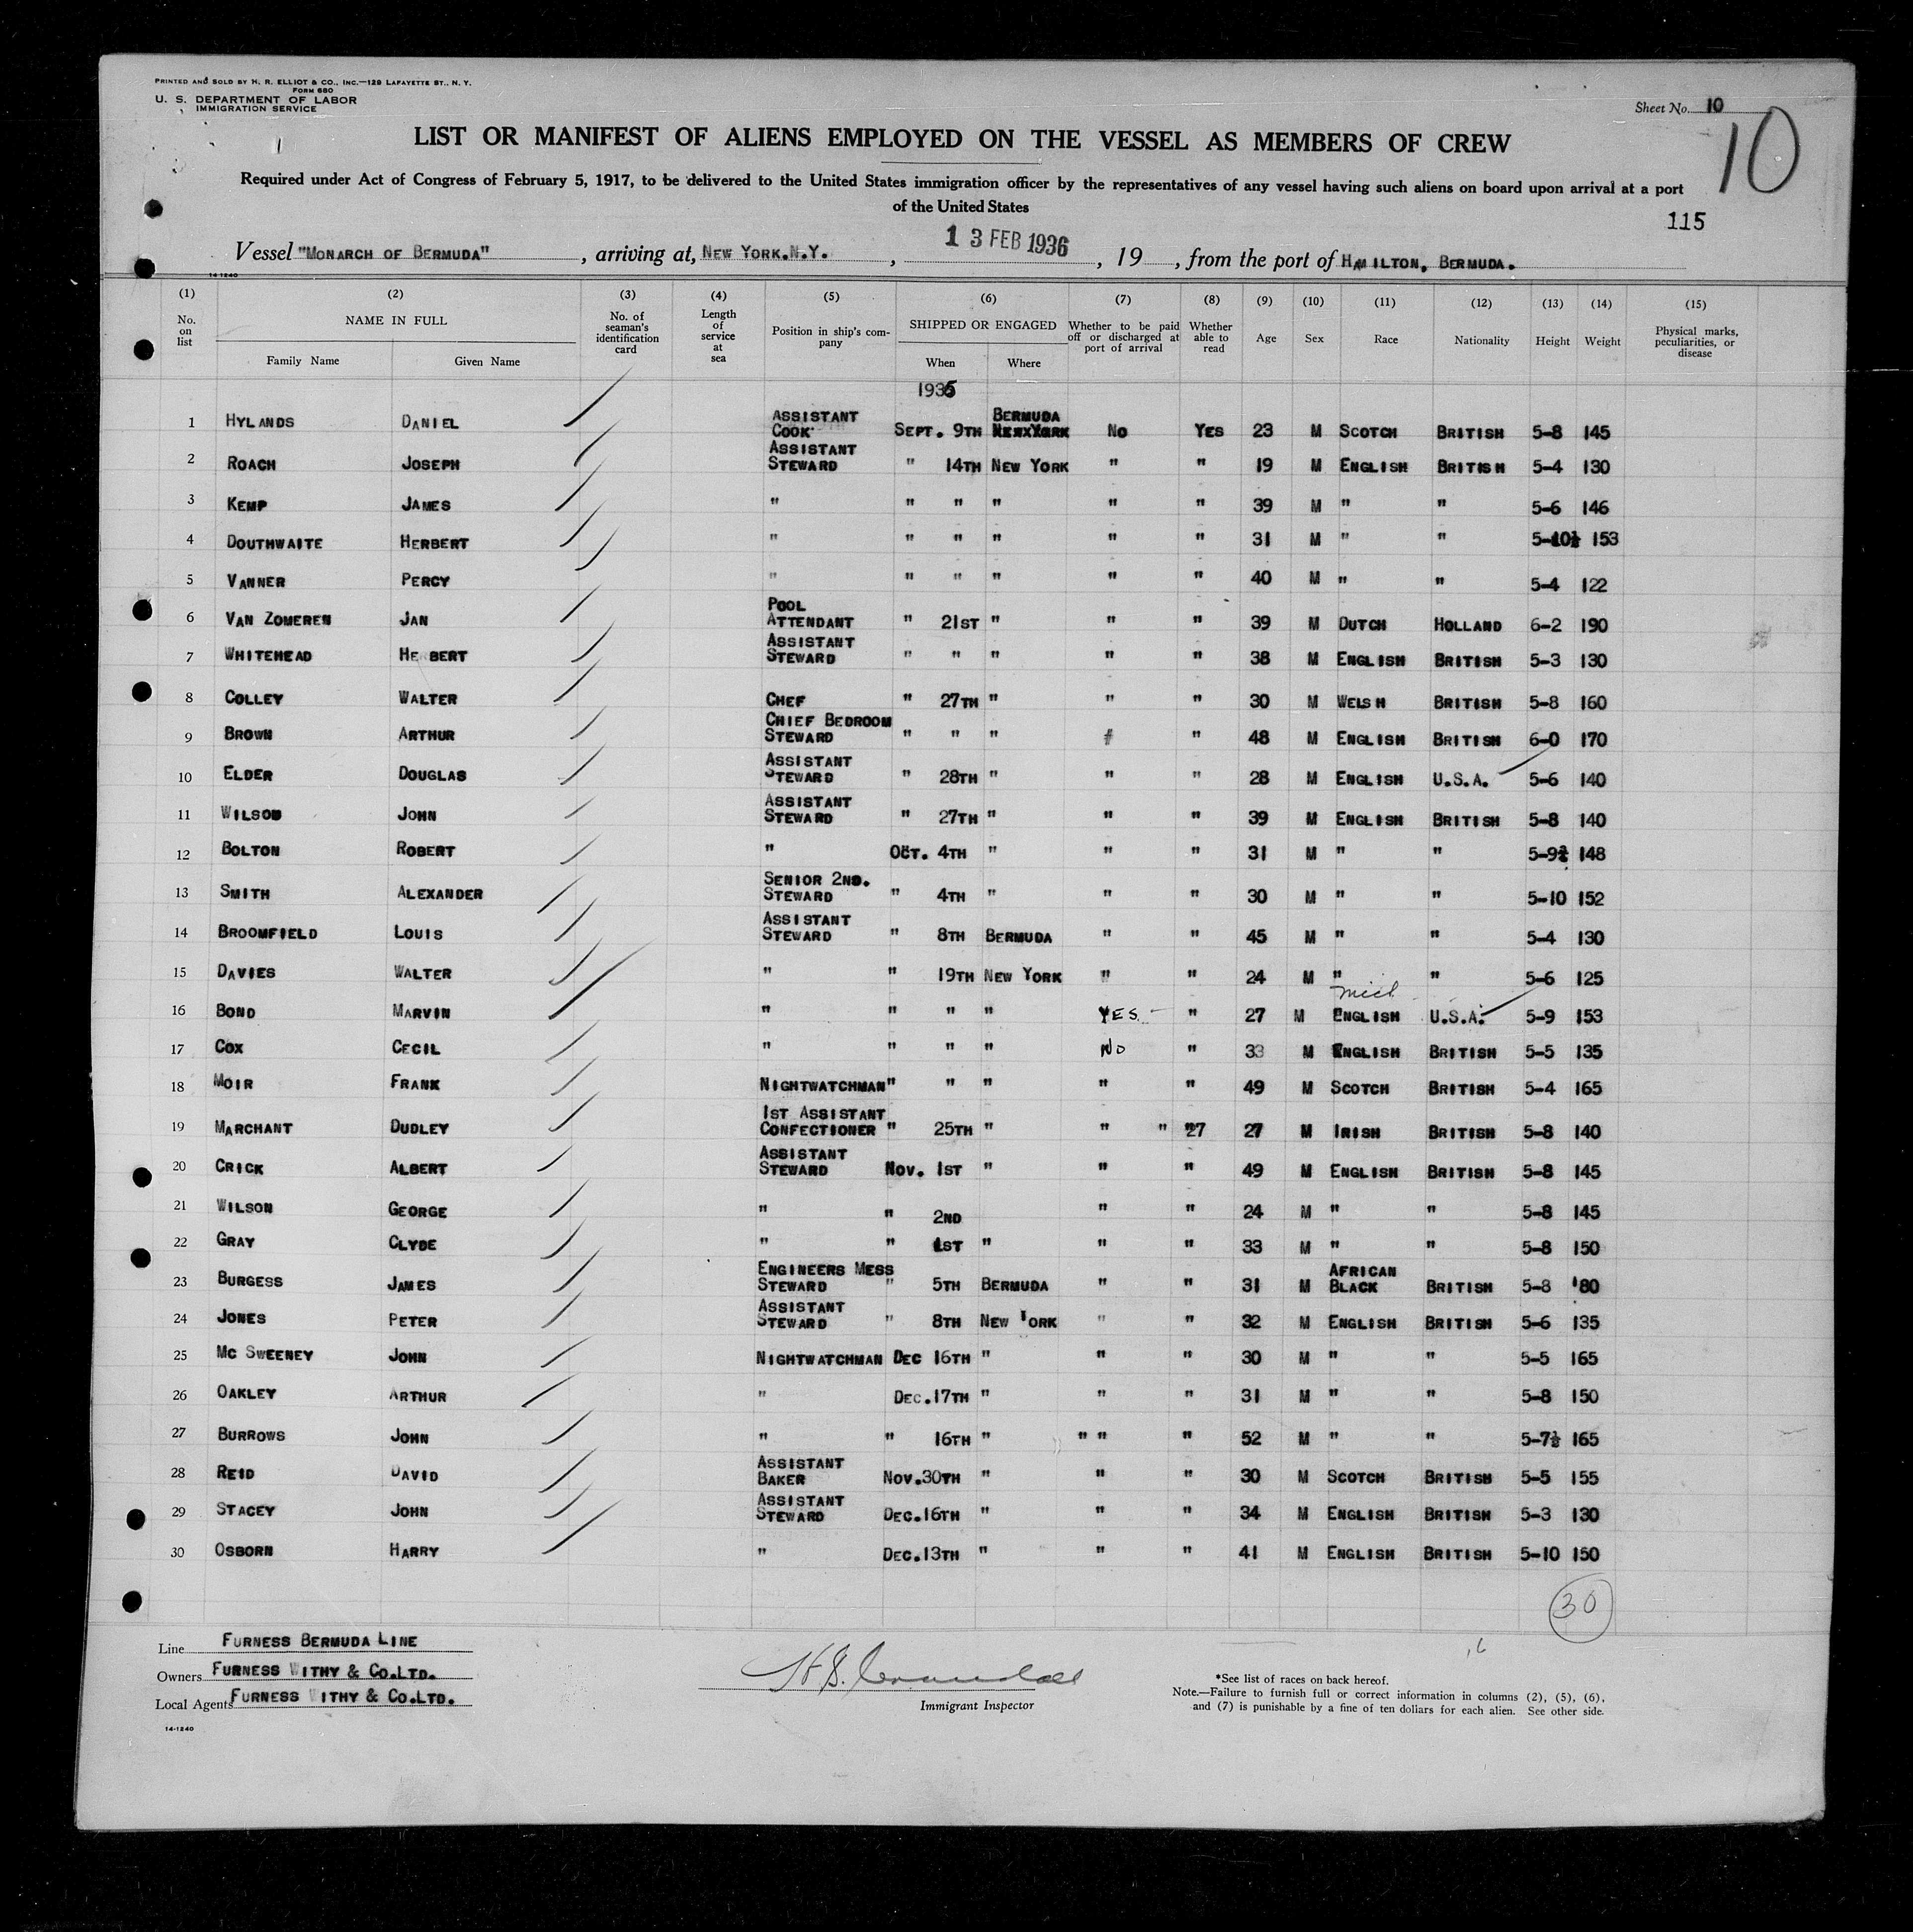 PRINTED AND SOLD BY H. R. ELLIOT & CO., INC.—129 LAFAYETTE ST., N. Y.
FORM 680
U. S. DEPARTMENT OF LABOR
IMMIGRATION SERVICE
Sheet No. 10
10
LIST OR MANIFEST OF ALIENS EMPLOYED ON THE VESSEL AS MEMBERS OF CREW
Required under Act of Congress of February 5, 1917, to be delivered to the United States immigration officer by the representatives of any vessel having such aliens on board upon arrival at a port
of the United States
115
Vessel "MONARCH OF BERMUDA", arriving at, NEW YORK.N.Y., 13 FEB 1936, 19, from the port of HAMILTON, BERMUDA.
14-1240
(1) (2) (3) (4) (5) (6) (7) (8) (9) (10) (11) (12) (13) (14) (15)
No. on list NAME IN FULL Family Name Given Name No. of seaman's identification card Length of service at sea Position in ship's company SHIPPED OR ENGAGED When Where Whether to be paid off or discharged at port of arrival Whether able to read Age Sex Race Nationality Height Weight Physical marks, peculiarities, or disease
1935
1 HYLANDS DANIEL ASSISTANT COOK SEPT. 9TH BERMUDA NO YES 23 M SCOTCH BRITISH 5-8 145
2 ROACH JOSEPH ASSISTANT STEWARD " 14TH NEW YORK " " 19 M ENGLISH BRITISH 5-4 130
3 KEMP JAMES " " " " " " 39 M " " 5-6 146
4 DOUTHWAITE HERBERT " " " " " " 31 M " " 5-10½ 153
5 VANNER PERCY " " " " " " 40 M " " 5-4 122
6 VAN ZOMEREN JAN POOL ATTENDANT " 21ST " " " 39 M DUTCH HOLLAND 6-2 190
7 WHITEHEAD HERBERT ASSISTANT STEWARD " " " " " 38 M ENGLISH BRITISH 5-3 130
8 COLLEY WALTER CHEF " 27TH " " " 30 M WELSH BRITISH 5-8 160
9 BROWN ARTHUR CHIEF BEDROOM STEWARD " " " " " 48 M ENGLISH BRITISH 6-0 170
10 ELDER DOUGLAS ASSISTANT STEWARD " 28TH " " " 28 M ENGLISH U.S.A. 5-6 140
11 WILSON JOHN ASSISTANT STEWARD " 27TH " " " 39 M ENGLISH BRITISH 5-8 140
12 BOLTON ROBERT " OCT. 4TH " " " 31 M " " 5-9¾ 148
13 SMITH ALEXANDER SENIOR 2ND. STEWARD " 4TH " " " 30 M " " 5-10 152
14 BROOMFIELD LOUIS ASSISTANT STEWARD " 8TH BERMUDA " " 45 M " " 5-4 130
15 DAVIES WALTER " " 19TH NEW YORK " " 24 M " " 5-6 125
Mich
16 BOND MARVIN " " " " YES " 27 M ENGLISH U.S.A. 5-9 153
17 COX CECIL " " " " NO " 33 M ENGLISH BRITISH 5-5 135
18 MOIR FRANK NIGHTWATCHMAN " " " " " 49 M SCOTCH BRITISH 5-4 165
19 MARCHANT DUDLEY 1ST ASSISTANT CONFECTIONER " 25TH " " " 27 27 M IRISH BRITISH 5-8 140
20 CRICK ALBERT ASSISTANT STEWARD NOV. 1ST " " " 49 M ENGLISH BRITISH 5-8 145
21 WILSON GEORGE " " 2ND " " 24 M " " 5-8 145
22 GRAY CLYDE " " 1ST " " " 33 M " " 5-8 150
23 BURGESS JAMES ENGINEERS MESS STEWARD " 5TH BERMUDA " " 31 M AFRICAN BLACK BRITISH 5-8 180
24 JONES PETER ASSISTANT STEWARD " 8TH NEW YORK " " 32 M ENGLISH BRITISH 5-6 135
25 MC SWEENEY JOHN NIGHTWATCHMAN DEC 16TH " " " 30 M " " 5-5 165
26 OAKLEY ARTHUR " DEC.17TH " " " 31 M " " 5-8 150
27 BURROWS JOHN " " 16TH " " " " 52 M " " 5-7½ 165
28 REID DAVID ASSISTANT BAKER NOV.30TH " " " 30 M SCOTCH BRITISH 5-5 155
29 STACEY JOHN ASSISTANT STEWARD DEC.16TH " " " 34 M ENGLISH BRITISH 5-3 130
30 OSBORN HARRY " DEC.13TH " " " 41 M ENGLISH BRITISH 5-10 150
30
Line FURNESS BERMUDA LINE
Owners FURNESS WITHY & CO.LTD.
Local Agents FURNESS WITHY & CO.LTD.
14-1240
Immigrant Inspector
*See list of races on back hereof.
Note.—Failure to furnish full or correct information in columns (2), (5), (6),
and (7) is punishable by a fine of ten dollars for each alien. See other side.